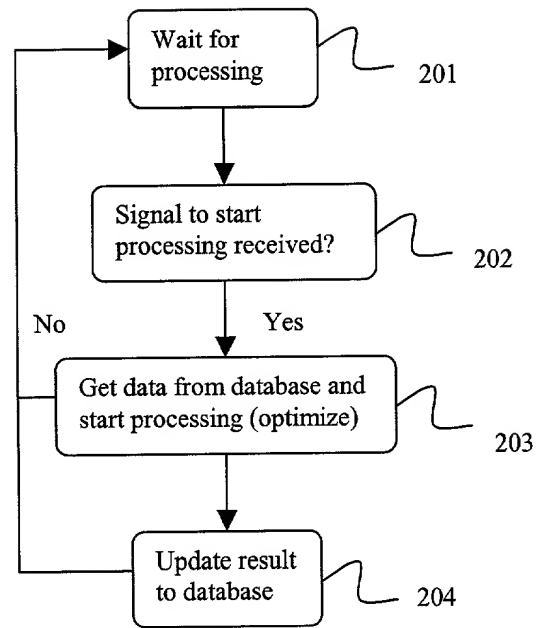 Wait for
processing
201
Signal to start
processing received?
202
No
Yes
Get data from database and
start processing (optimize)
203
Update result
to database
204